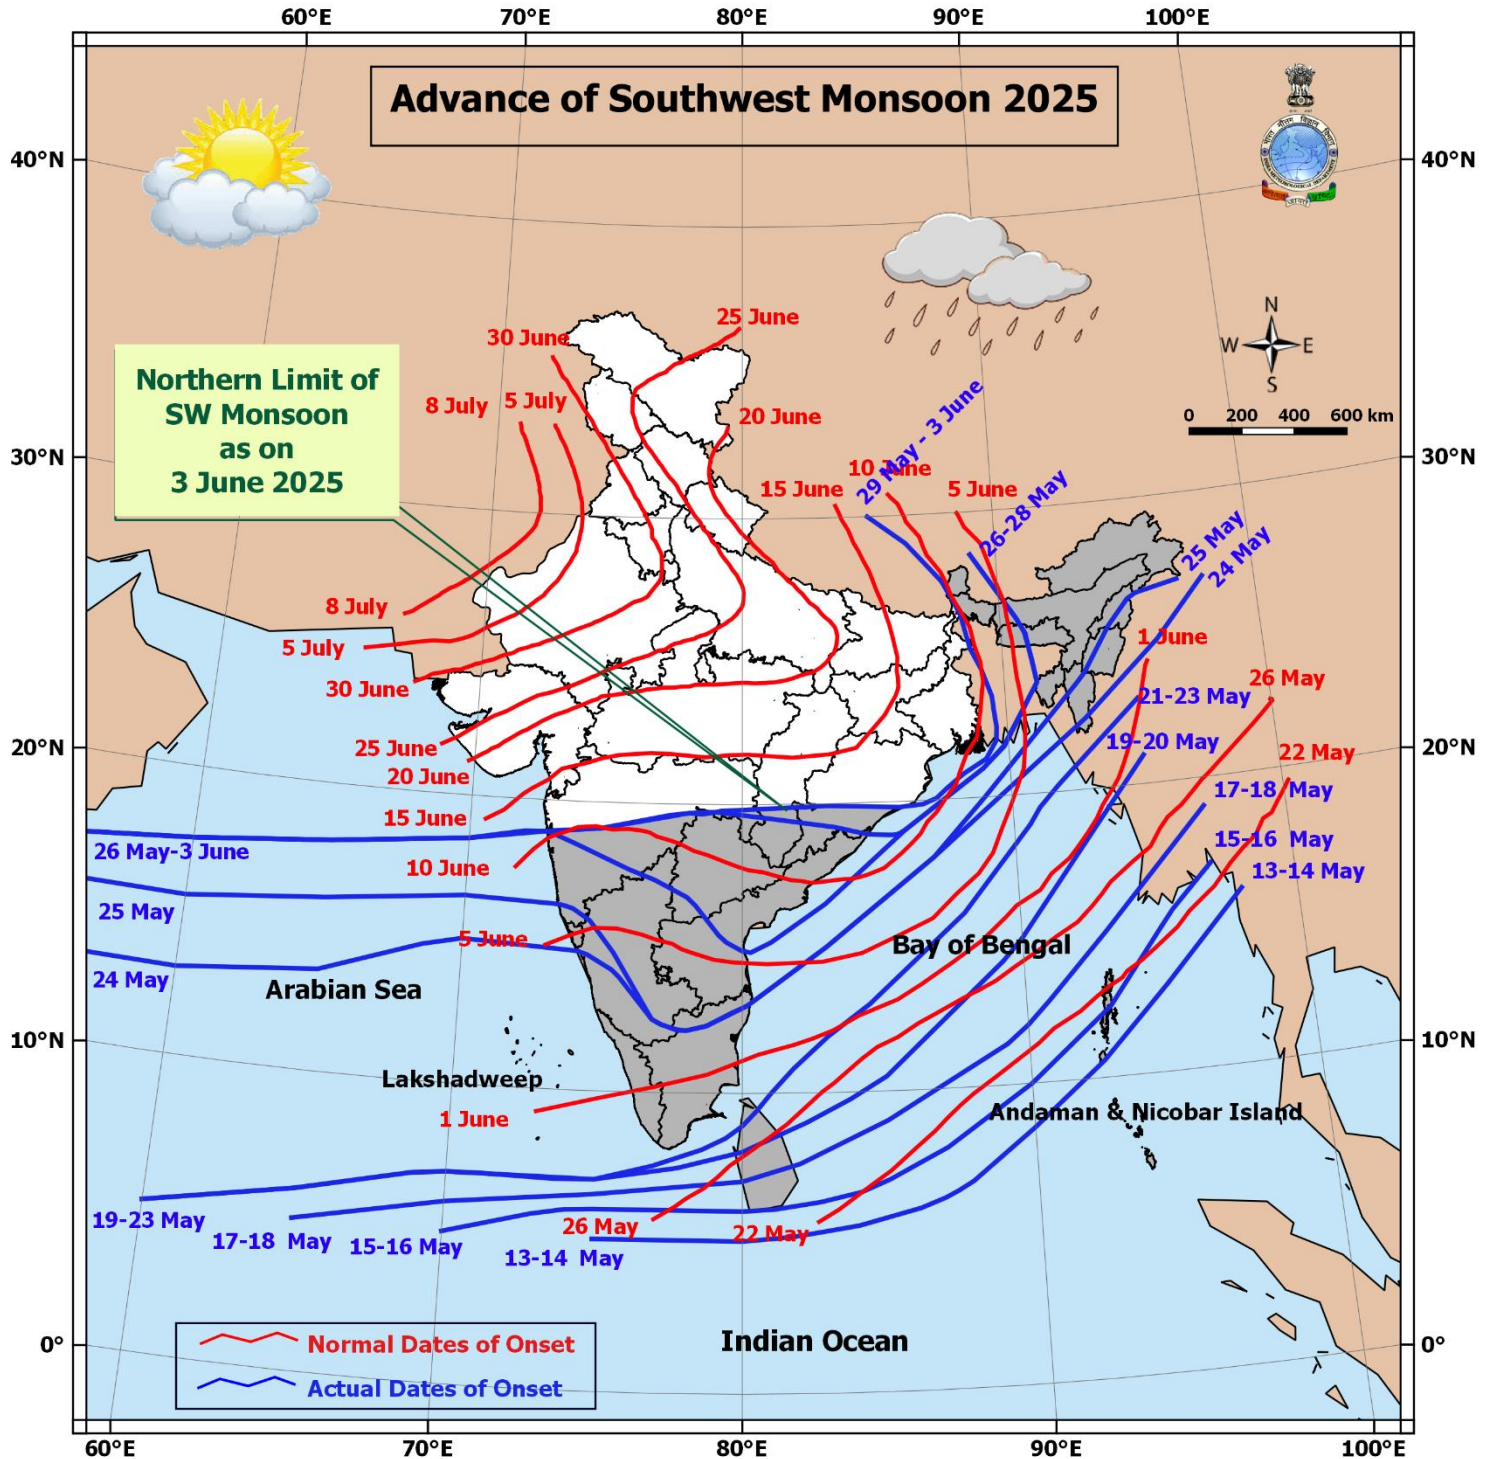 60°E 70°E 80°E 90°E 100°E
Advance of Southwest Monsoon 2025
40°N 40°N
N
W E
S
0 200 400 600 km
25 June
30 June
Northern Limit of
SW Monsoon
as on
3 June 2025
8 July 5 July
20 June
29 May - 3 June
10 June
15 June
5 June
26-28 May
30°N 30°N
25 May
24 May
8 July
5 July
1 June
30 June
26 May
21-23 May
25 June
20°N 20°N
19-20 May
22 May
20 June
17-18 May
15 June
15-16 May
26 May-3 June
10 June
13-14 May
25 May
5 June
Bay of Bengal
24 May
Arabian Sea
10°N 10°N
Lakshadweep
1 June
Andaman & Nicobar Island
19-23 May
17-18 May
15-16 May
26 May
22 May
13-14 May
Indian Ocean
0° 0°
Normal Dates of Onset
Actual Dates of Onset
60°E 70°E 80°E 90°E 100°E